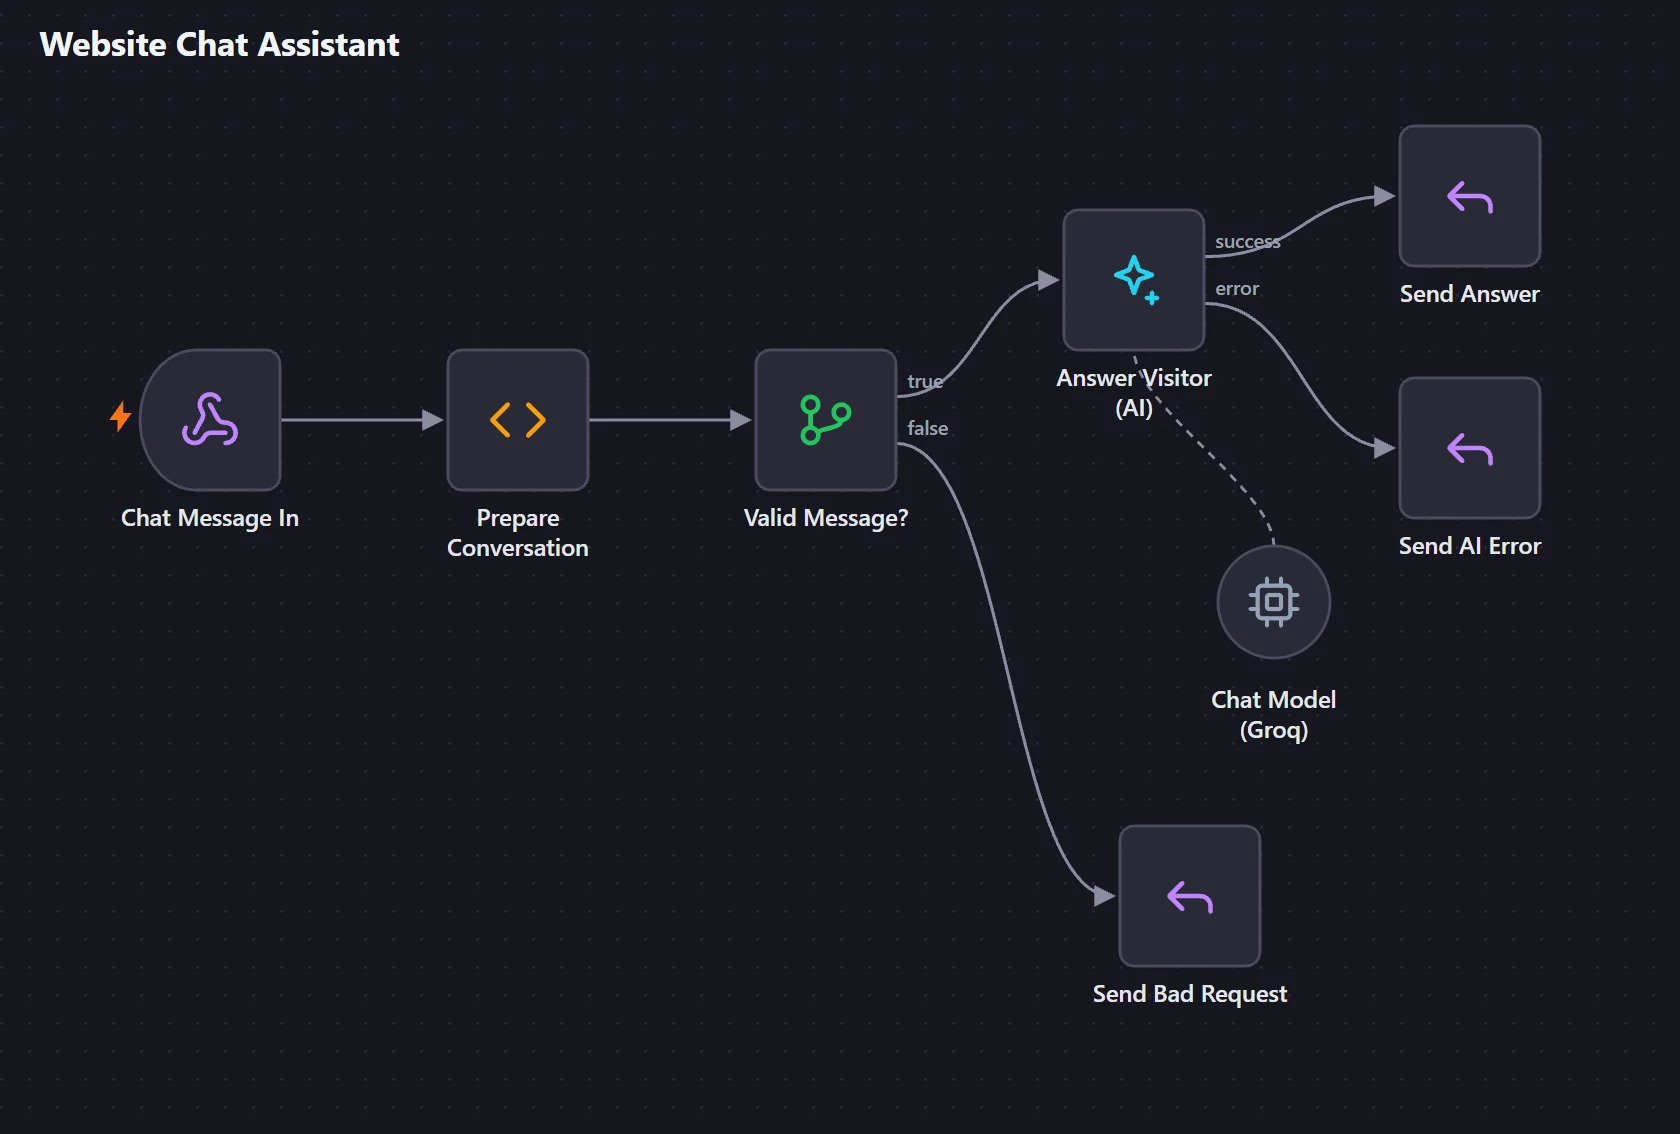 Website Chat Assistant
success
error
Send Answer
true
false
Answer Visitor
(AI)
Chat Message In
Prepare
Conversation
Valid Message?
Send AI Error
Chat Model
(Groq)
Send Bad Request